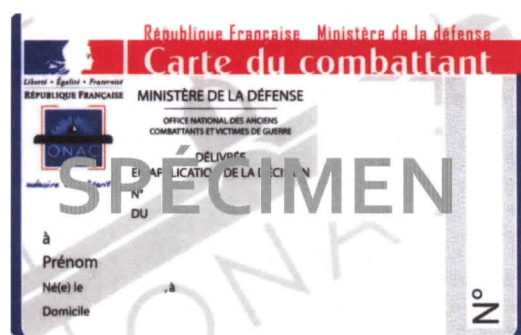 République Française Ministère de la défense
Carte du combattant
Liberté • Égalité • Fraternité
RÉPUBLIQUE FRANÇAISE
MINISTÈRE DE LA DÉFENSE
OFFICE NATIONAL DES ANCIENS
COMBATTANTS ET VICTIMES DE GUERRE
ONAC
DÉLIVRÉE
EN APPLICATION DE LA DÉCISION
SPÉCIMEN
N°
DU
à
Prénom
Né(e) le ,à
Domicile
N°
ONA